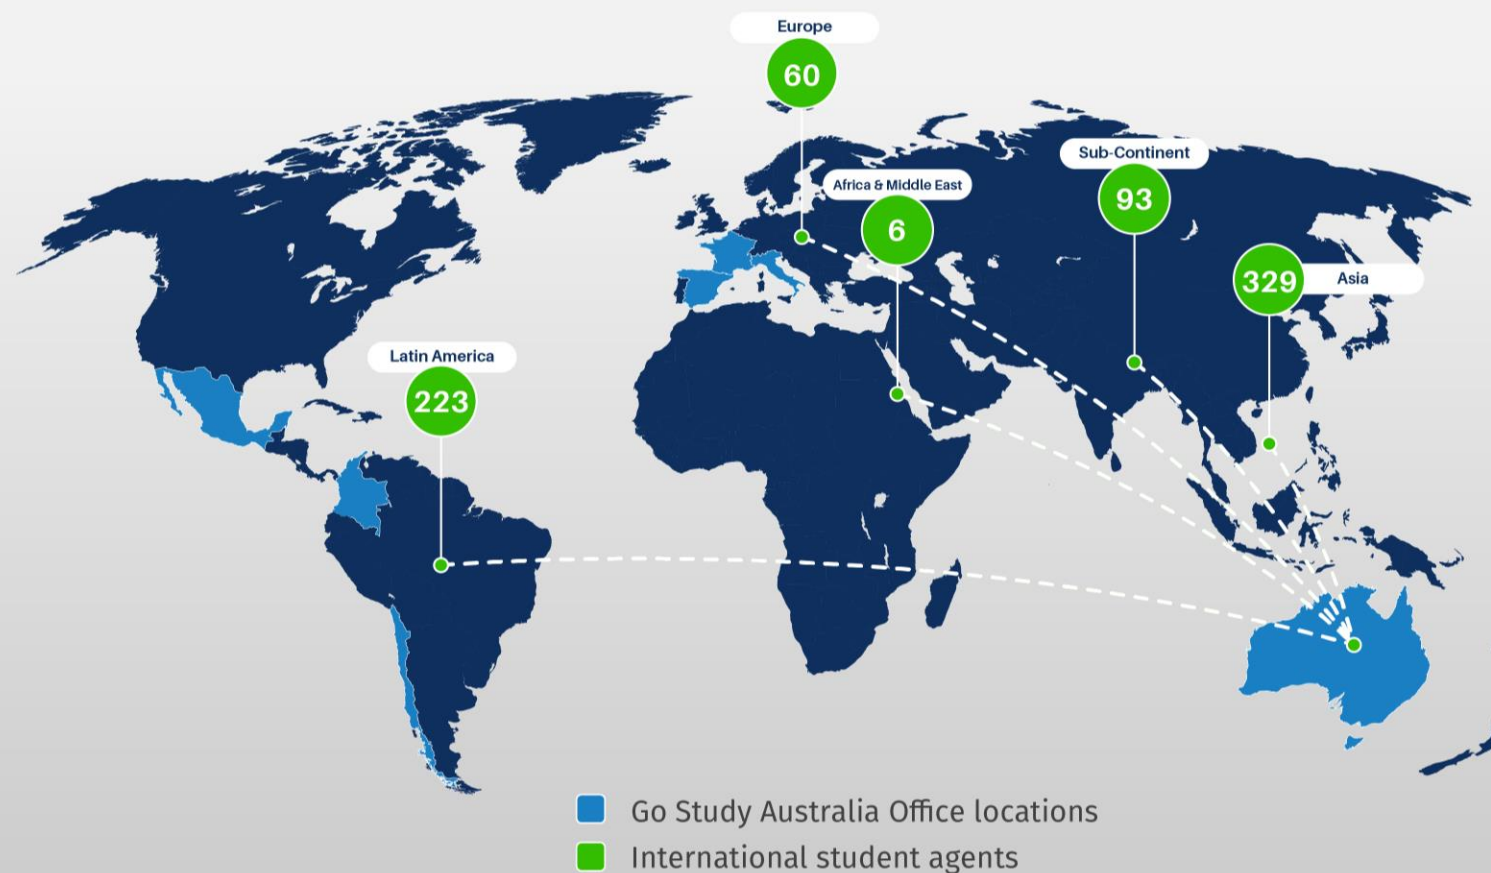 Europe
60
Sub-Continent
93
Africa & Middle East
6
329
Asia
Latin America
223
Go Study Australia Office locations
International student agents